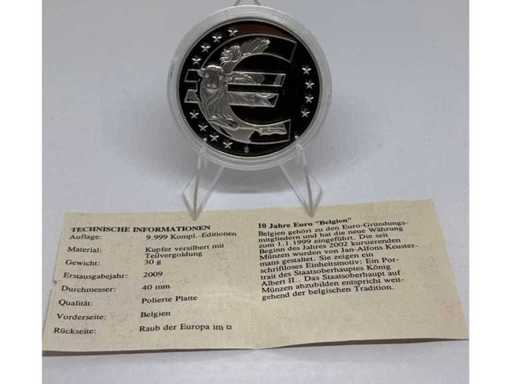 TECHNISCHE INFORMATIONEN
Auflage: 9.999 Kompl.-Editionen
Material: Kupfer versilbert mit
Teilvergoldung
Gewicht: 30 g
Erstausgabejahr: 2009
Durchmesser: 40 mm
Qualität: Polierte Platte
Vorderseite: Belgien
Rückseite: Raub der Europa im
10 Jahre Euro "Belgien"
Belgien gehört zu den Euro-Gründungs-
mitgliedern und hat die neue Währung
zum 1.1.1999 eingeführt. Die seit
Beginn des Jahres 2002 kursierenden
Münzen wurden von Jan-Alfons Keuster-
mans gestaltet. Sie zeigen ein
schriftloses Einheitsmotiv: Ein Por-
trait des Staatsoberhauptes König
Albert II. Das Staatsoberhaupt auf
Münzen abzubilden entspricht weit-
gehend der belgischen Tradition.